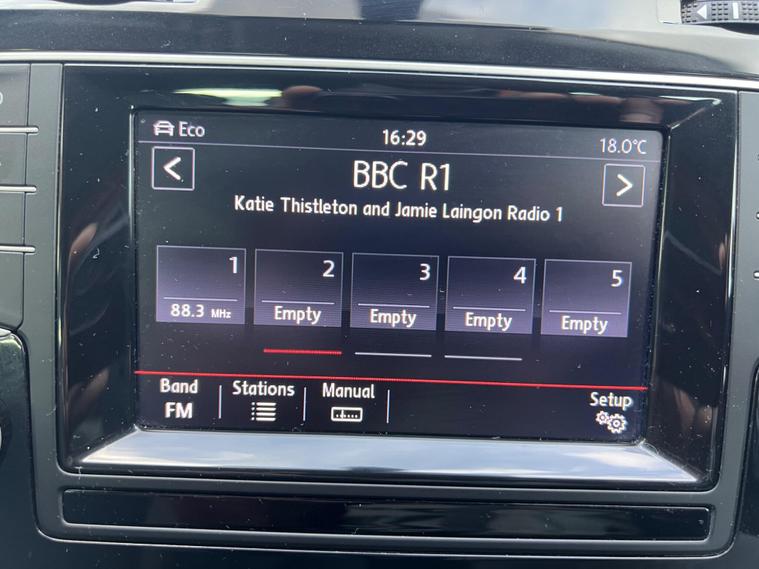 Eco 16:29 18.0°C
< BBC R1 >
Katie Thistleton and Jamie Laingon Radio 1
1 2 3 4 5
88.3 MHz Empty Empty Empty Empty
Band Stations Manual Setup
FM